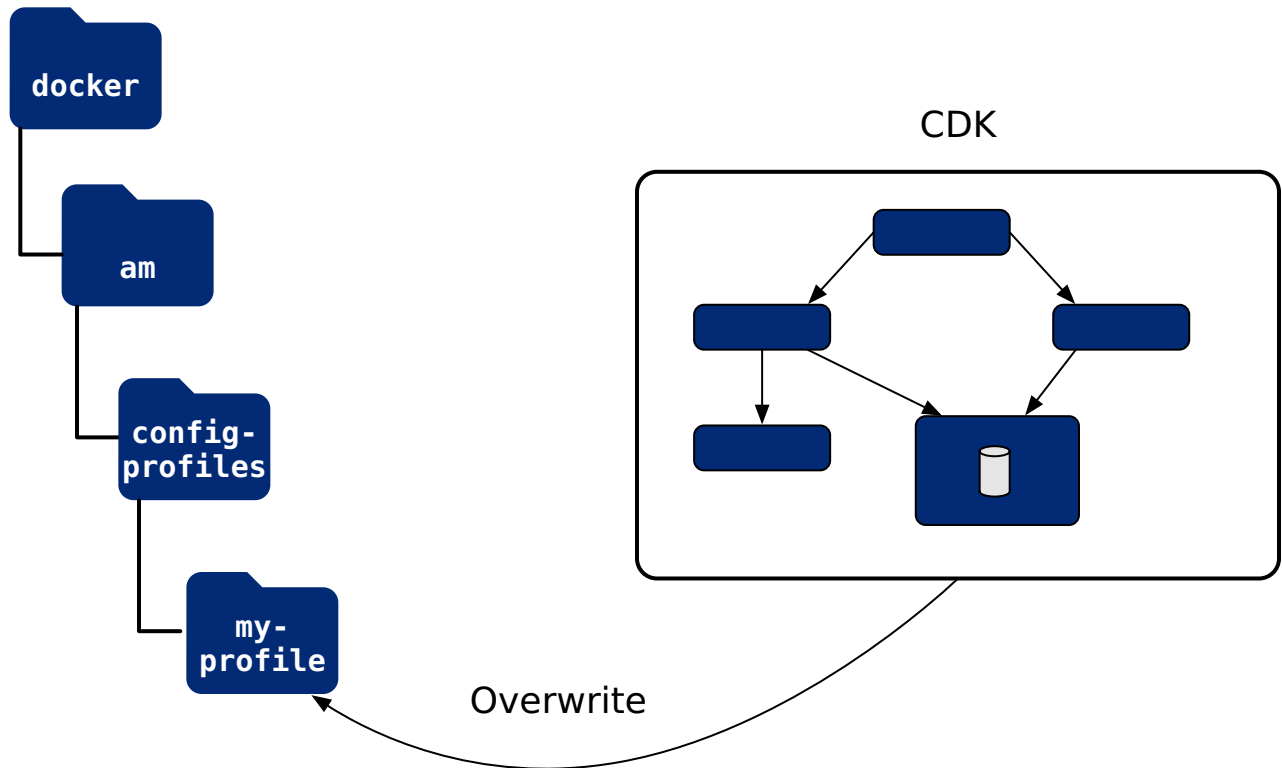 docker
CDK
am
config-
profiles
my-
profile
Overwrite